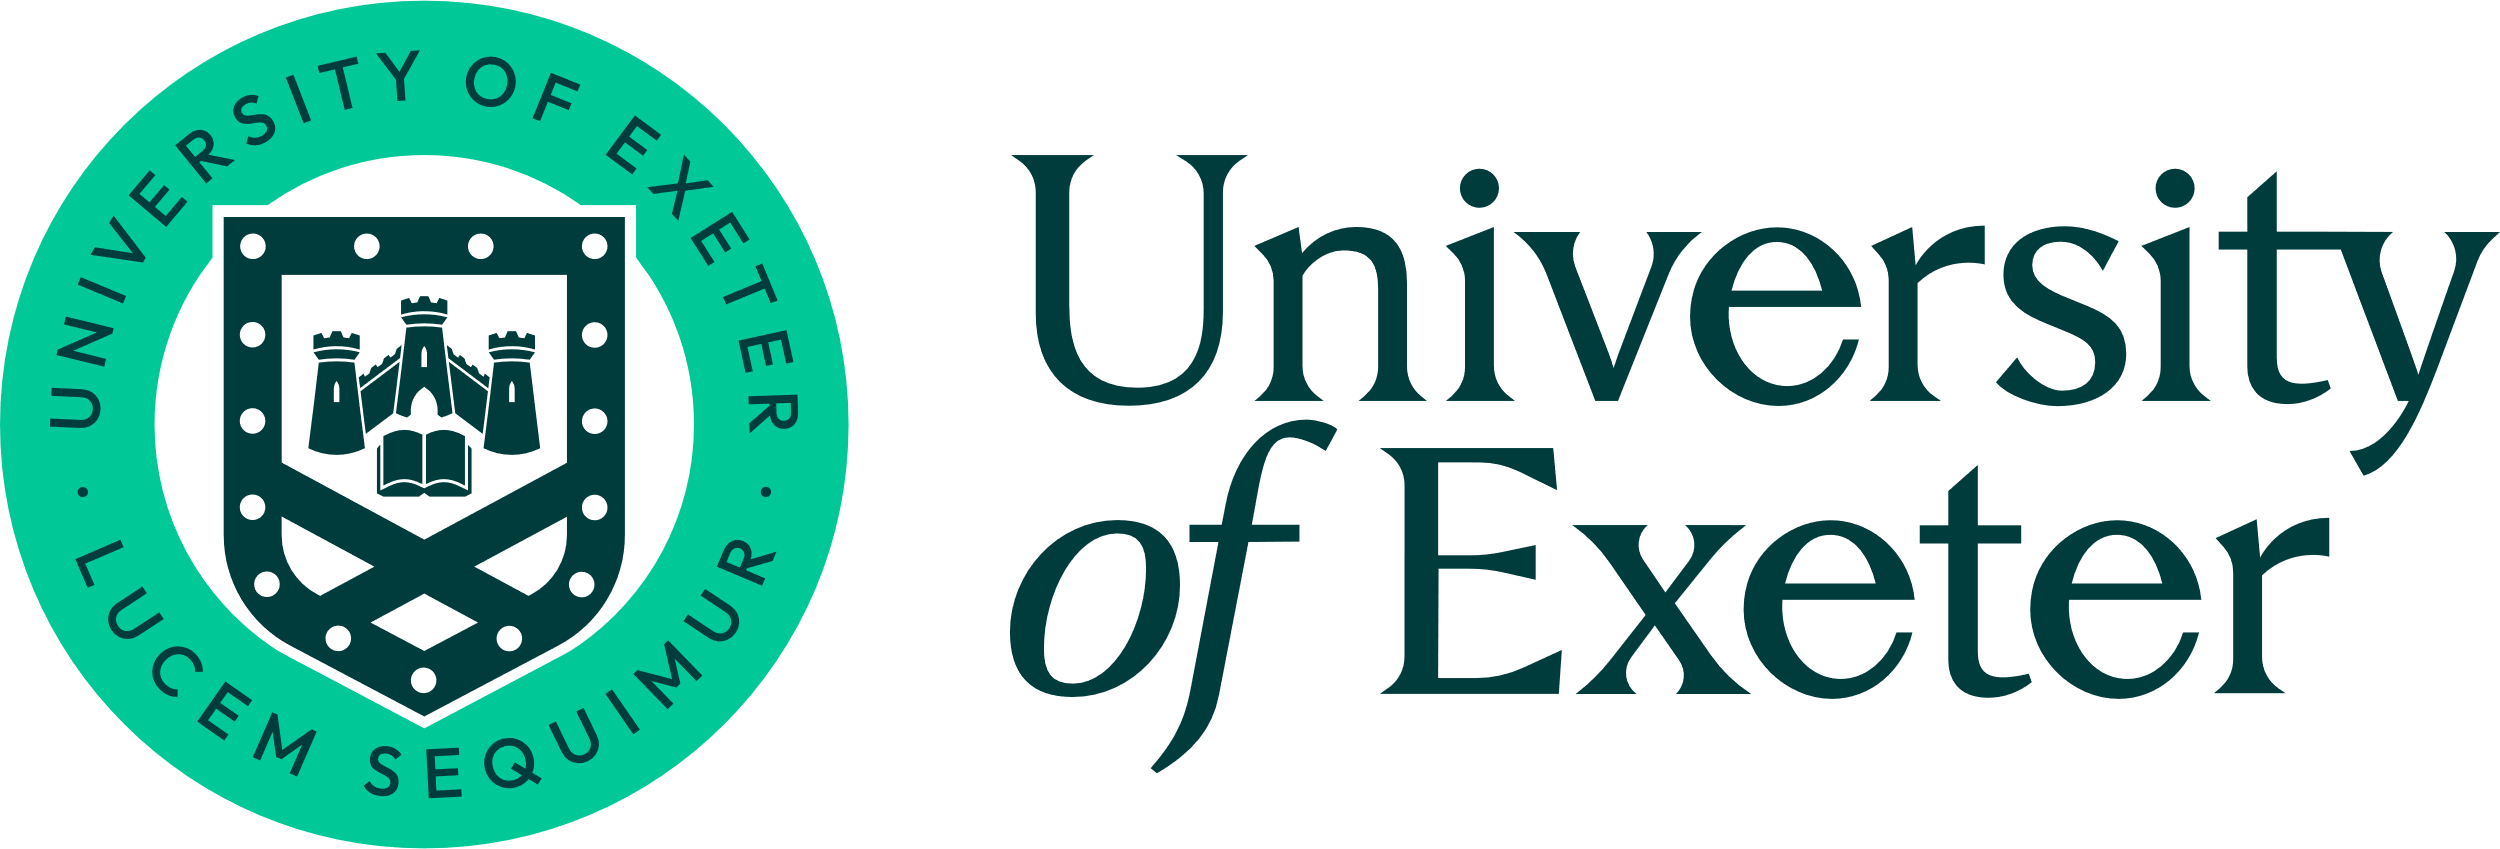 UNIVERSITY OF EXETER
· LUCEM SEQUIMUR ·
University
of Exeter